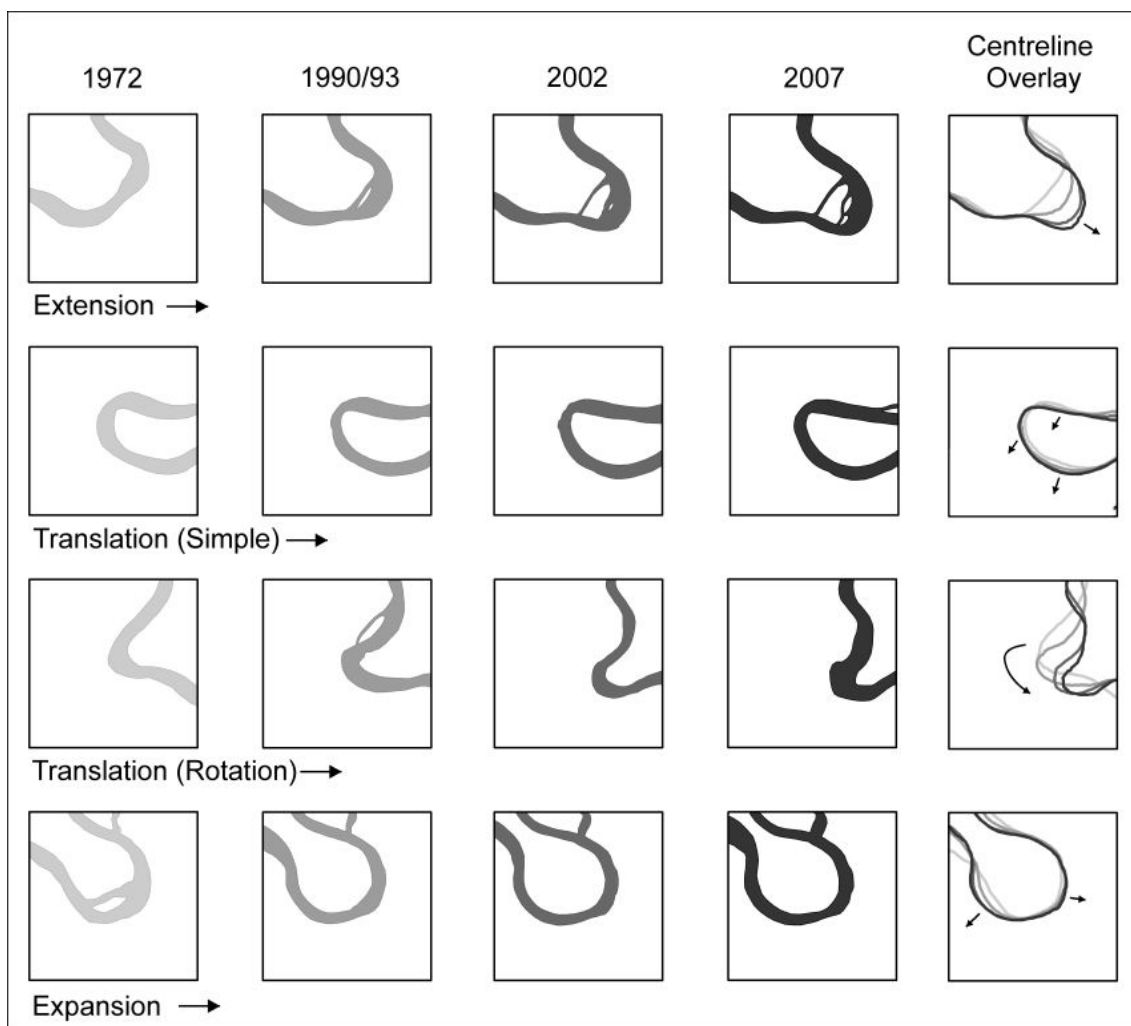 1972
1990/93
2002
2007
Centreline
Overlay
Extension
Translation (Simple)
Translation (Rotation)
Expansion